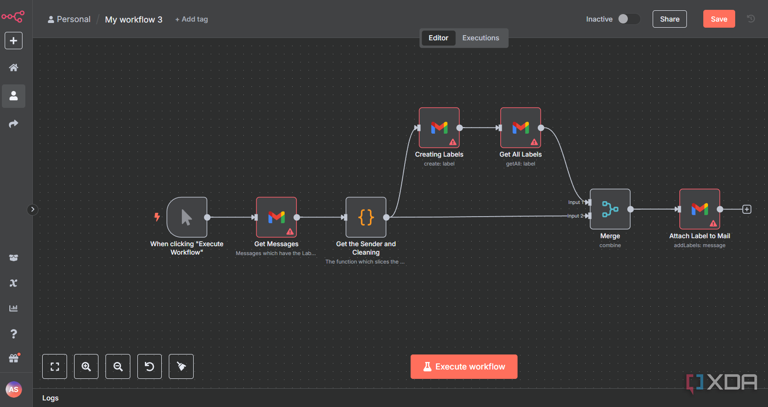 Personal / My workflow 3 + Add tag
Inactive
Share
Save
Editor
Executions
Creating Labels
create: label
Get All Labels
getAll: label
When clicking "Execute
Workflow"
Get Messages
Messages which have the Lab...
Get the Sender and
Cleaning
The function which slices the ...
Input 1
Input 2
Merge
combine
Attach Label to Mail
addLabels: message
Execute workflow
Logs
AS
XDA